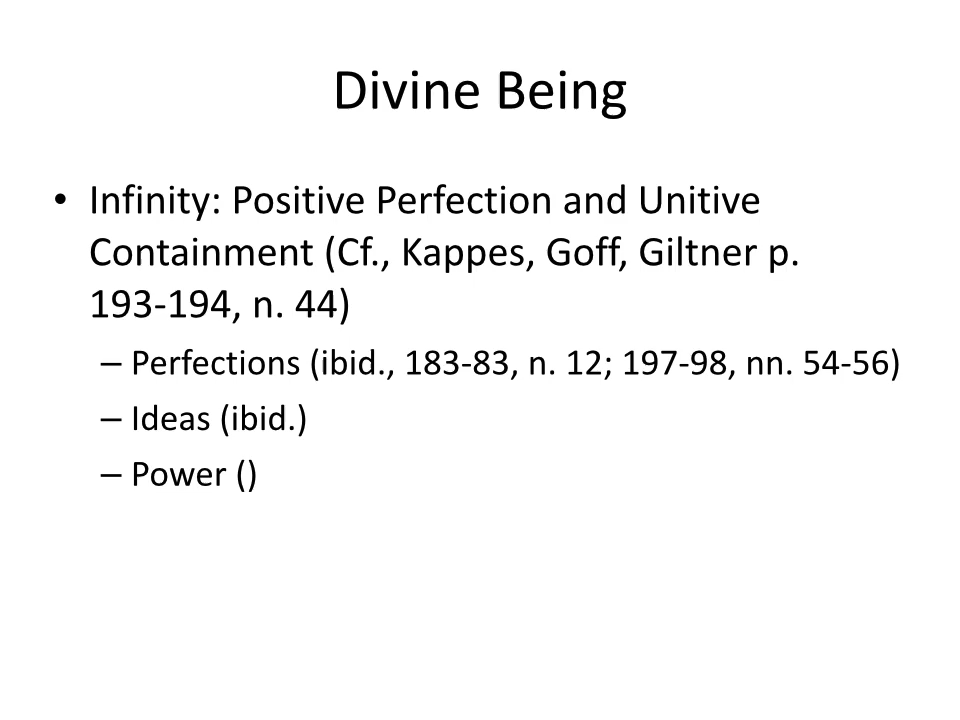 Divine Being
• Infinity: Positive Perfection and Unitive
Containment (Cf., Kappes, Goff, Giltner p.
193-194, n. 44)
– Perfections (ibid., 183-83, n. 12; 197-98, nn. 54-56)
– Ideas (ibid.)
– Power ()